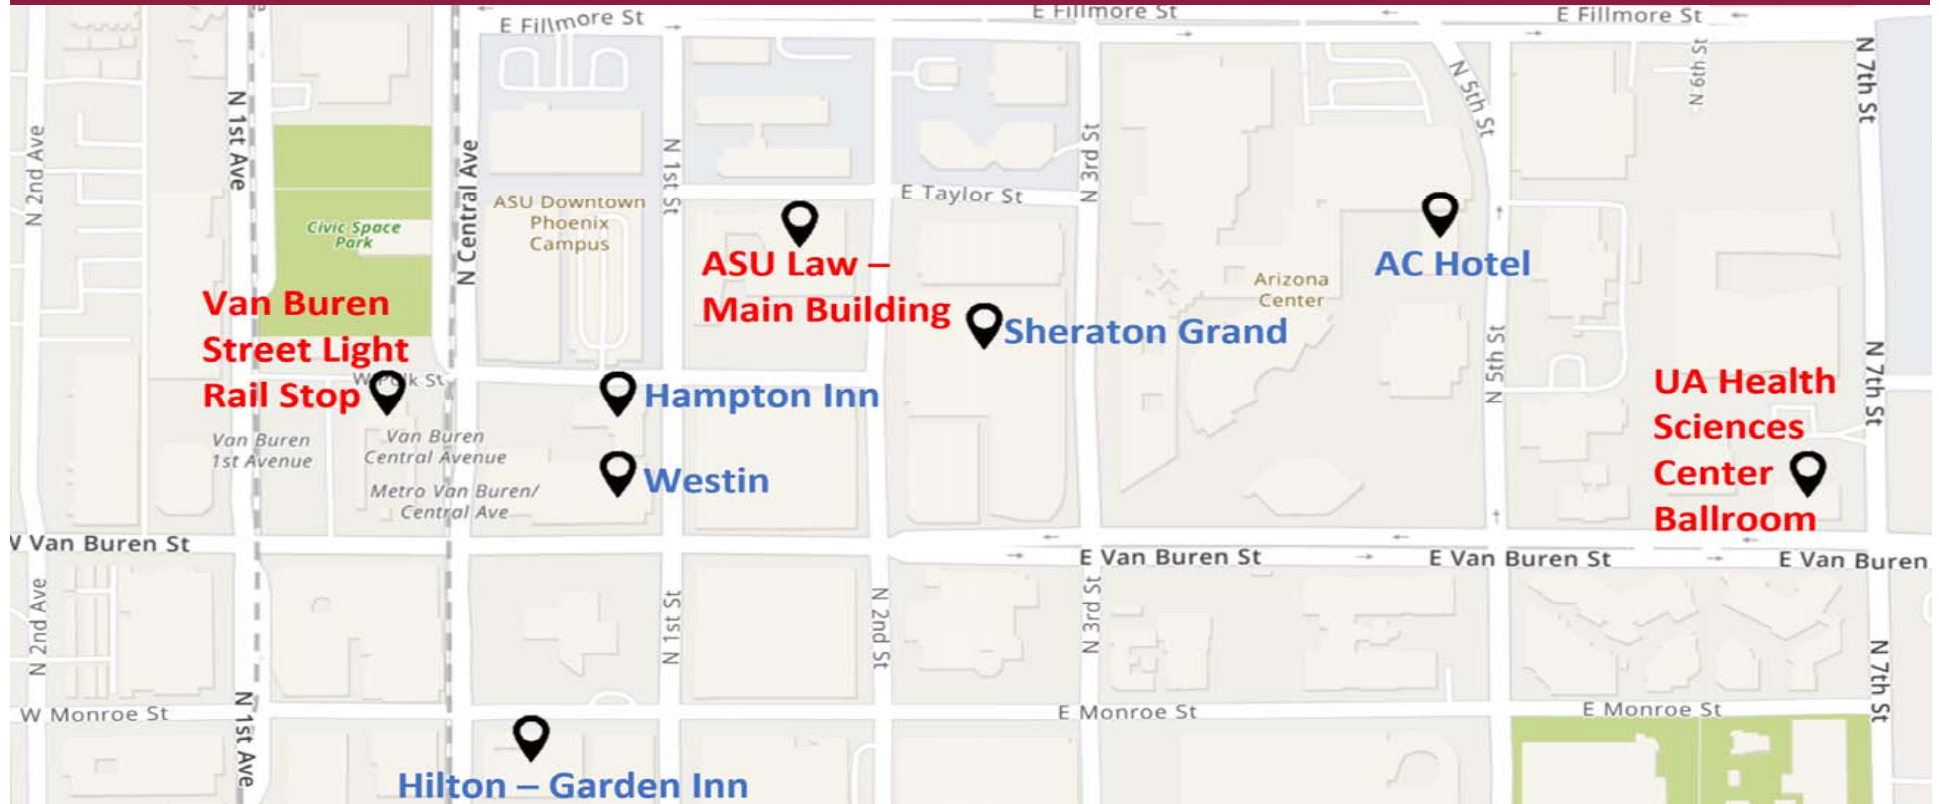 E Fillmore St
E Fillmore St
E Fillmore St
N 1st Ave
N 2nd Ave
N Central Ave
N 1st St
N 3rd St
N 5th St
N 6th St
N 7th St
Civic Space
Park
ASU Downtown
Phoenix
Campus
E Taylor St
ASU Law –
Main Building
AC Hotel
Arizona
Center
Van Buren
Street Light
Rail Stop
W Polk St
Sheraton Grand
Hampton Inn
Westin
N 5th St
N 7th St
UA Health
Sciences
Center
Ballroom
Van Buren
1st Avenue
Van Buren
Central Avenue
Metro Van Buren/
Central Ave
W Van Buren St
E Van Buren St
E Van Buren St
E Van Buren
N 2nd Ave
N 1st St
N 2nd St
N 3rd St
N 7th St
W Monroe St
E Monroe St
E Monroe St
N 1st Ave
Hilton – Garden Inn